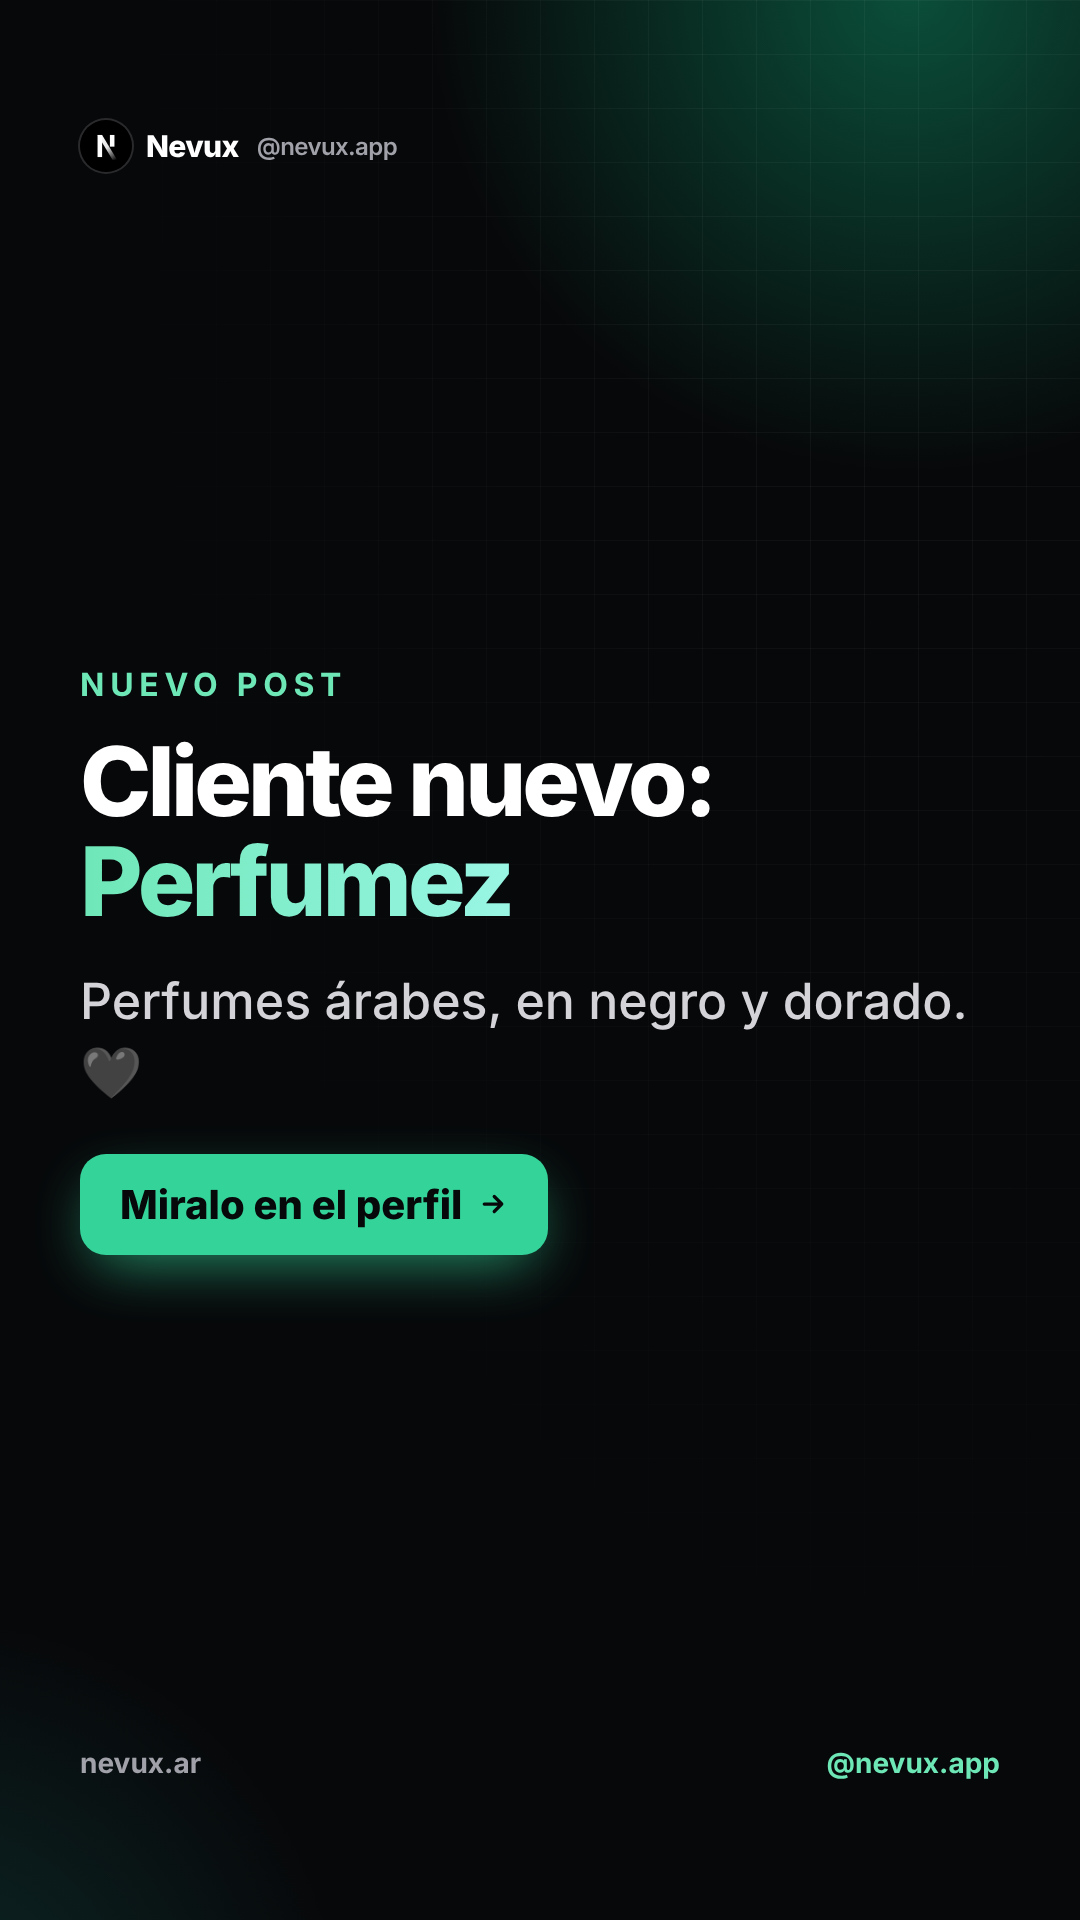 N Nevux @nevux.app
NUEVO POST
Cliente nuevo:
Perfumez
Perfumes árabes, en negro y dorado.
🖤
Miralo en el perfil →
nevux.ar
@nevux.app